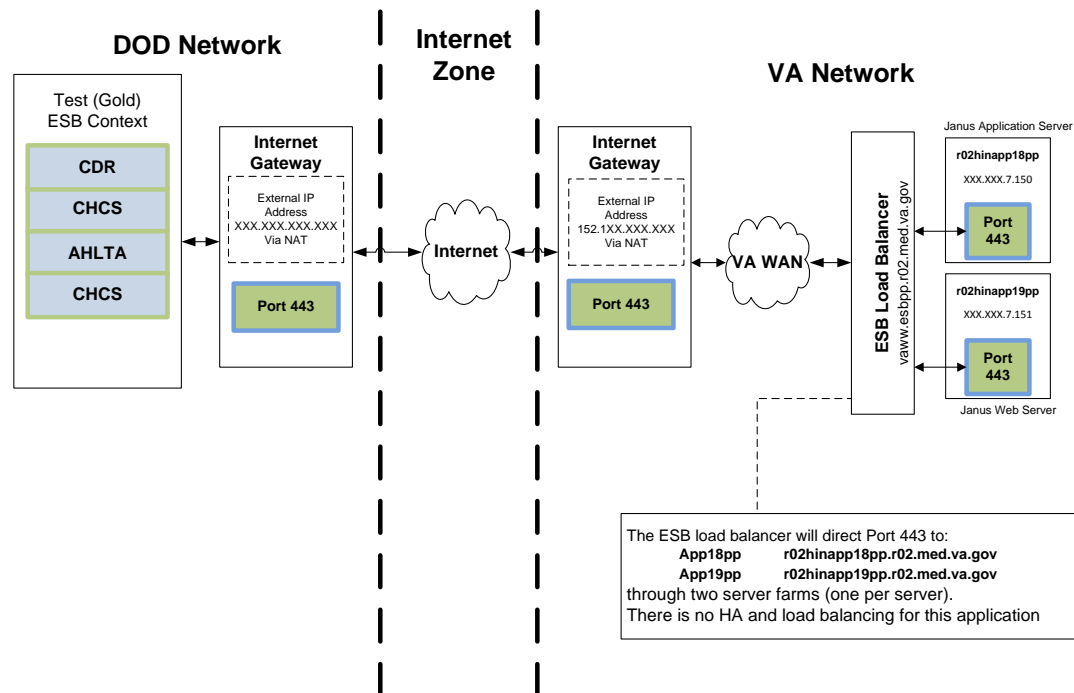 DOD Network
Internet
Zone
VA Network
Test (Gold)
ESB Context
CDR
CHCS
AHLTA
CHCS
Internet
Gateway
External IP
Address
XXX.XXX.XXX.XXX
Via NAT
Port 443
Internet
Internet
Gateway
External IP
Address
152.1XX.XXX.XXX
Via NAT
Port 443
VA WAN
ESB Load Balancer
vaww.esbpp.r02.med.va.gov
Janus Application Server
r02hinapp18pp
XXX.XXX.7.150
Port
443
r02hinapp19pp
XXX.XXX.7.151
Port
443
Janus Web Server
The ESB load balancer will direct Port 443 to:
App18pp r02hinapp18pp.r02.med.va.gov
App19pp r02hinapp19pp.r02.med.va.gov
through two server farms (one per server).
There is no HA and load balancing for this application